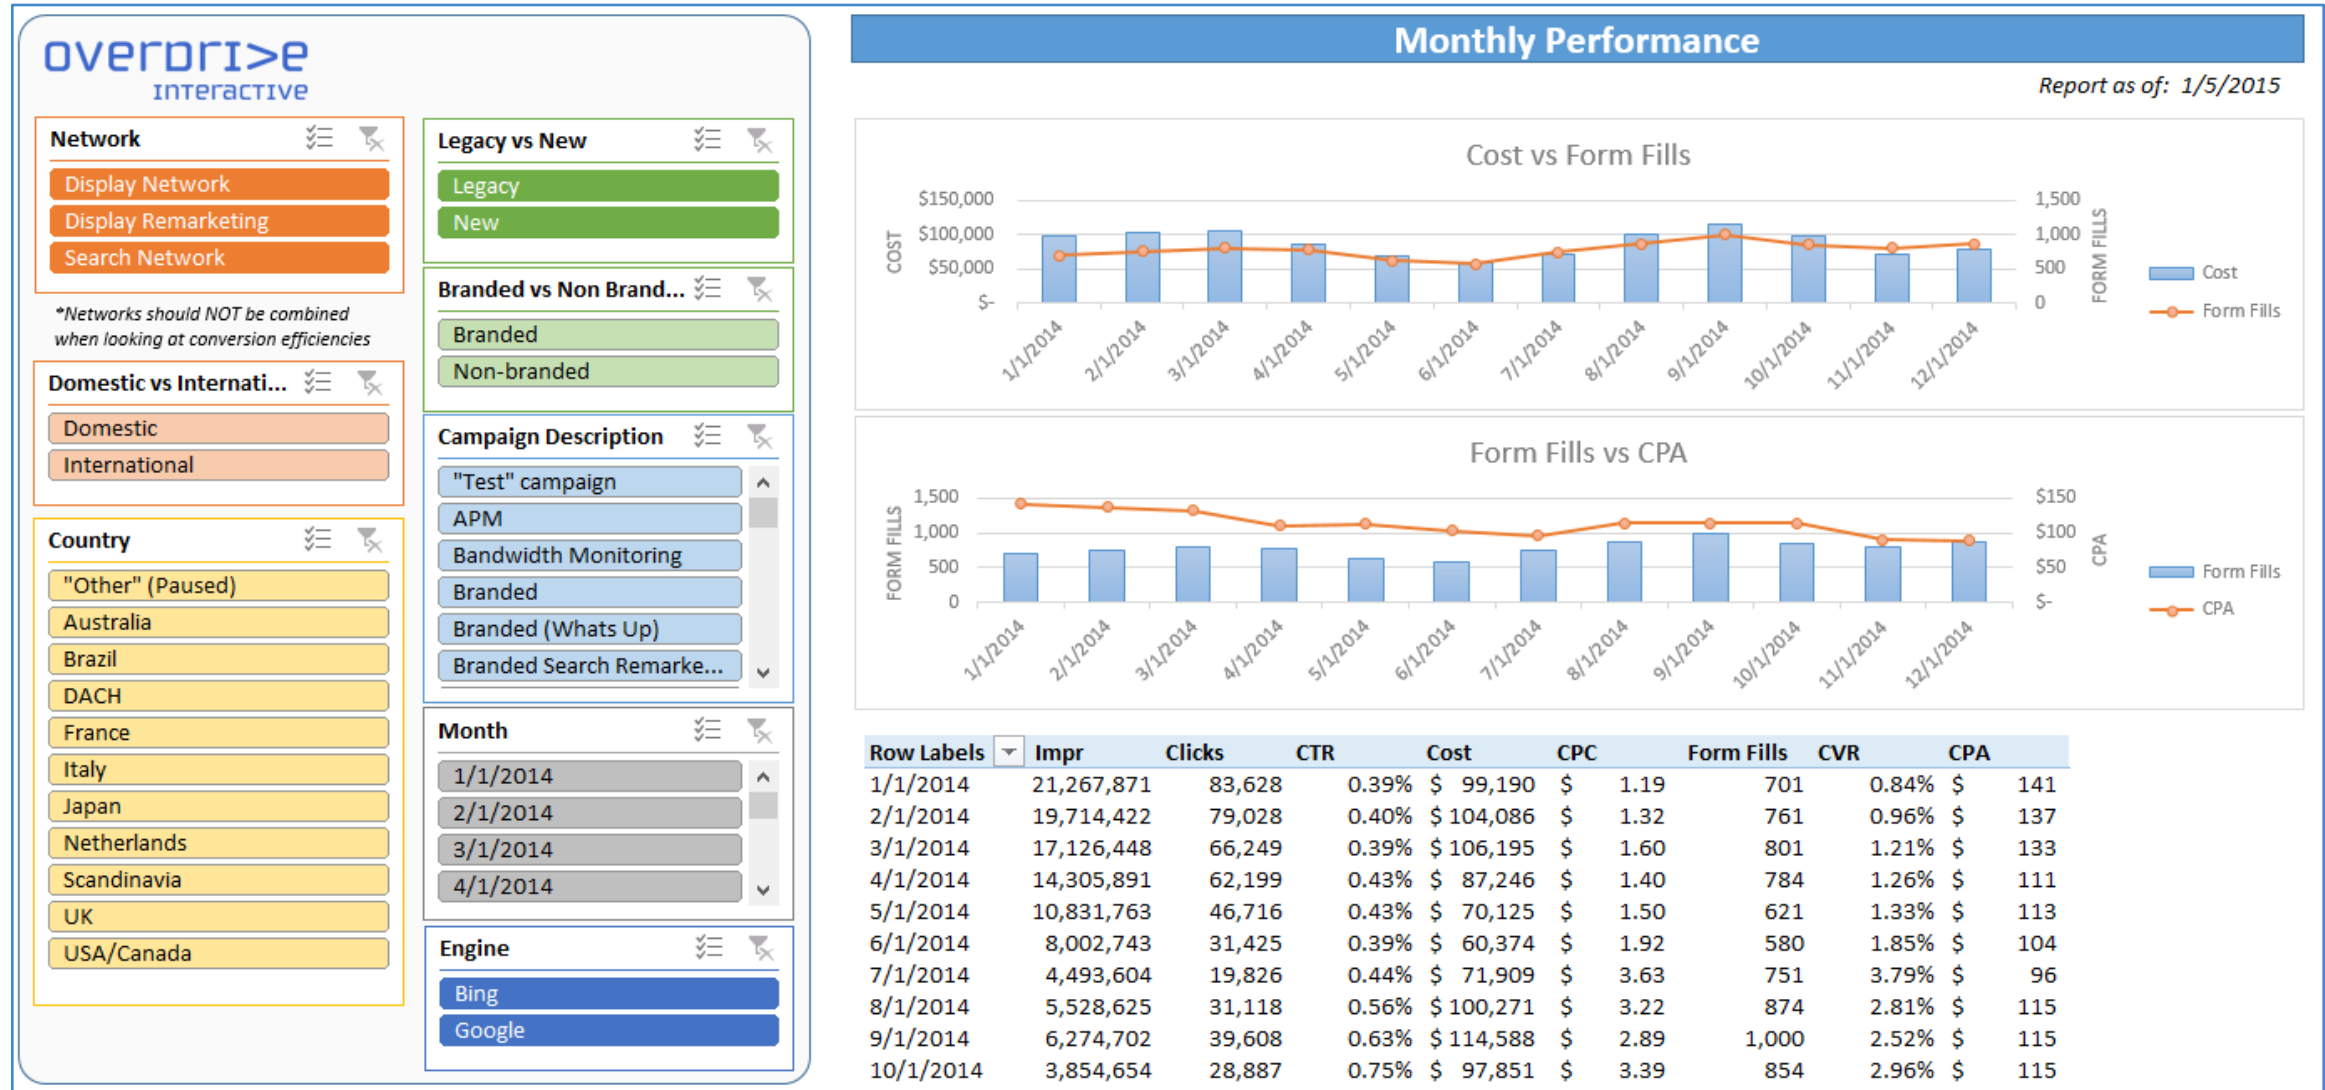 overdri>e
interactive
Network
Display Network
Display Remarketing
Search Network
*Networks should NOT be combined
when looking at conversion efficiencies
Domestic vs Internati...
Domestic
International
Country
"Other" (Paused)
Australia
Brazil
DACH
France
Italy
Japan
Netherlands
Scandinavia
UK
USA/Canada
Legacy vs New
Legacy
New
Branded vs Non Brand...
Branded
Non-branded
Campaign Description
"Test" campaign
APM
Bandwidth Monitoring
Branded
Branded (Whats Up)
Branded Search Remarke...
Month
1/1/2014
2/1/2014
3/1/2014
4/1/2014
Engine
Bing
Google
Monthly Performance
Report as of: 1/5/2015
Cost vs Form Fills
COST
$150,000
$100,000
$50,000
$-
1,500
1,000
500
0
FORM FILLS
Cost
Form Fills
1/1/2014
2/1/2014
3/1/2014
4/1/2014
5/1/2014
6/1/2014
7/1/2014
8/1/2014
9/1/2014
10/1/2014
11/1/2014
12/1/2014
Form Fills vs CPA
FORM FILLS
1,500
1,000
500
0
$150
$100
$50
$-
CPA
Form Fills
CPA
1/1/2014
2/1/2014
3/1/2014
4/1/2014
5/1/2014
6/1/2014
7/1/2014
8/1/2014
9/1/2014
10/1/2014
11/1/2014
12/1/2014
Row Labels Impr Clicks CTR Cost CPC Form Fills CVR CPA
1/1/2014 21,267,871 83,628 0.39% $ 99,190 $ 1.19 701 0.84% $ 141
2/1/2014 19,714,422 79,028 0.40% $ 104,086 $ 1.32 761 0.96% $ 137
3/1/2014 17,126,448 66,249 0.39% $ 106,195 $ 1.60 801 1.21% $ 133
4/1/2014 14,305,891 62,199 0.43% $ 87,246 $ 1.40 784 1.26% $ 111
5/1/2014 10,831,763 46,716 0.43% $ 70,125 $ 1.50 621 1.33% $ 113
6/1/2014 8,002,743 31,425 0.39% $ 60,374 $ 1.92 580 1.85% $ 104
7/1/2014 4,493,604 19,826 0.44% $ 71,909 $ 3.63 751 3.79% $ 96
8/1/2014 5,528,625 31,118 0.56% $ 100,271 $ 3.22 874 2.81% $ 115
9/1/2014 6,274,702 39,608 0.63% $ 114,588 $ 2.89 1,000 2.52% $ 115
10/1/2014 3,854,654 28,887 0.75% $ 97,851 $ 3.39 854 2.96% $ 115